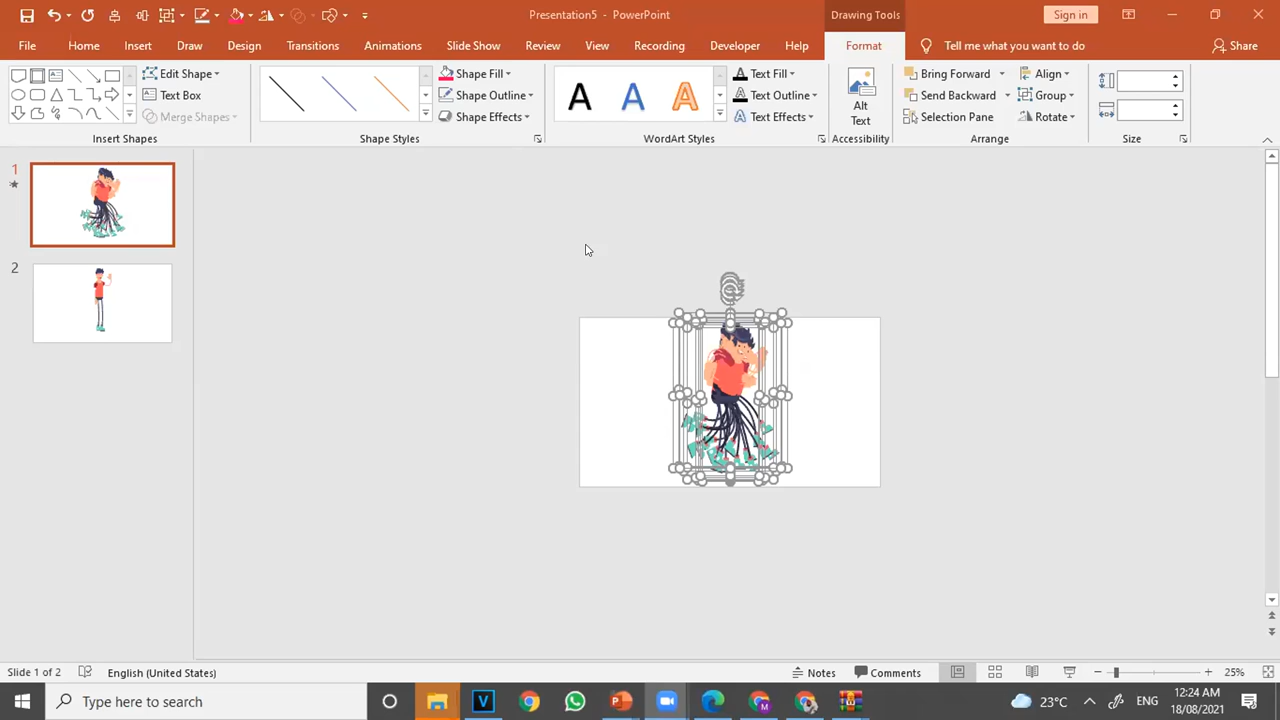 Presentation5 - PowerPoint
Drawing Tools
Sign in
File Home Insert Draw Design Transitions Animations Slide Show Review View Recording Developer Help Format Tell me what you want to do Share
Edit Shape
Text Box
Merge Shapes
Insert Shapes
Shape Fill
Shape Outline
Shape Effects
Shape Styles
A A A
Text Fill
Text Outline
Text Effects
WordArt Styles
Alt
Text
Accessibility
Bring Forward
Send Backward
Selection Pane
Align
Group
Rotate
Arrange
Size
1
2
Slide 1 of 2
English (United States)
Notes
Comments
25%
Type here to search
23°C
ENG
12:24 AM
18/08/2021